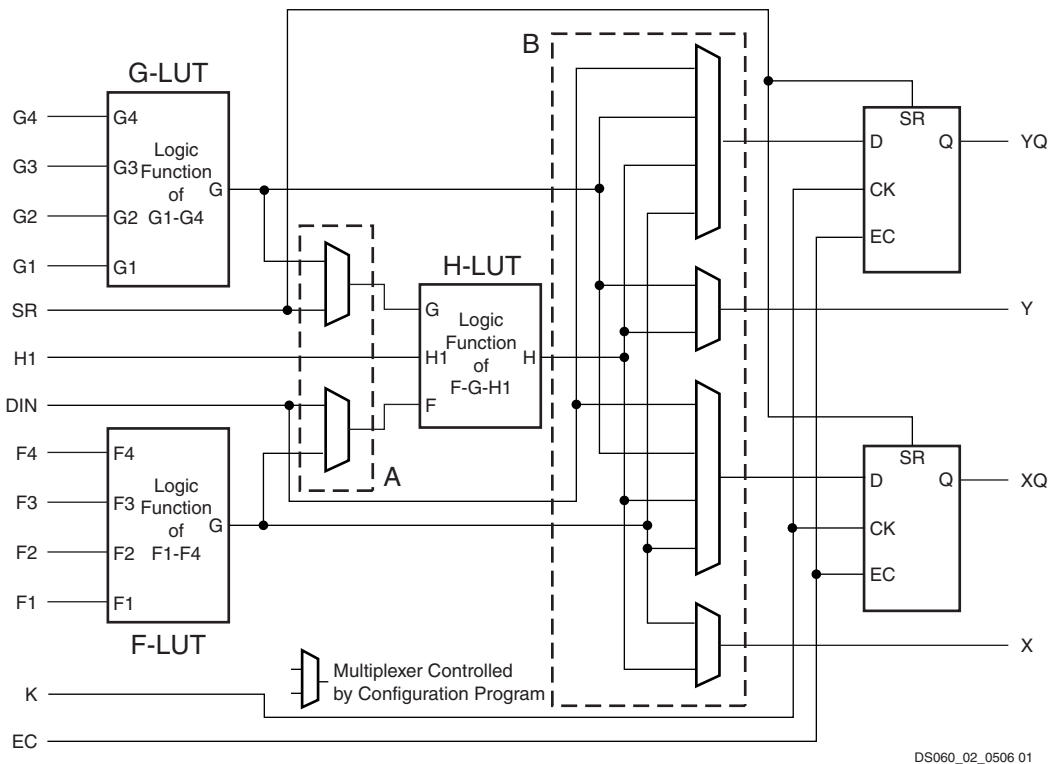 B
G-LUT
G4
G4
Logic
Function
of
G1-G4
G3
G3
G
G2
G2
G1
G1
SR
H1
DIN
A
H-LUT
G
Logic
Function
of
F-G-H1
H1
H
F
F4
F4
Logic
Function
of
F1-F4
F3
F3
G
F2
F2
F1
F1
F-LUT
SR
D
Q
YQ
CK
EC
Y
SR
D
Q
XQ
CK
EC
X
Multiplexer Controlled
by Configuration Program
K
EC
DS060_02_0506 01